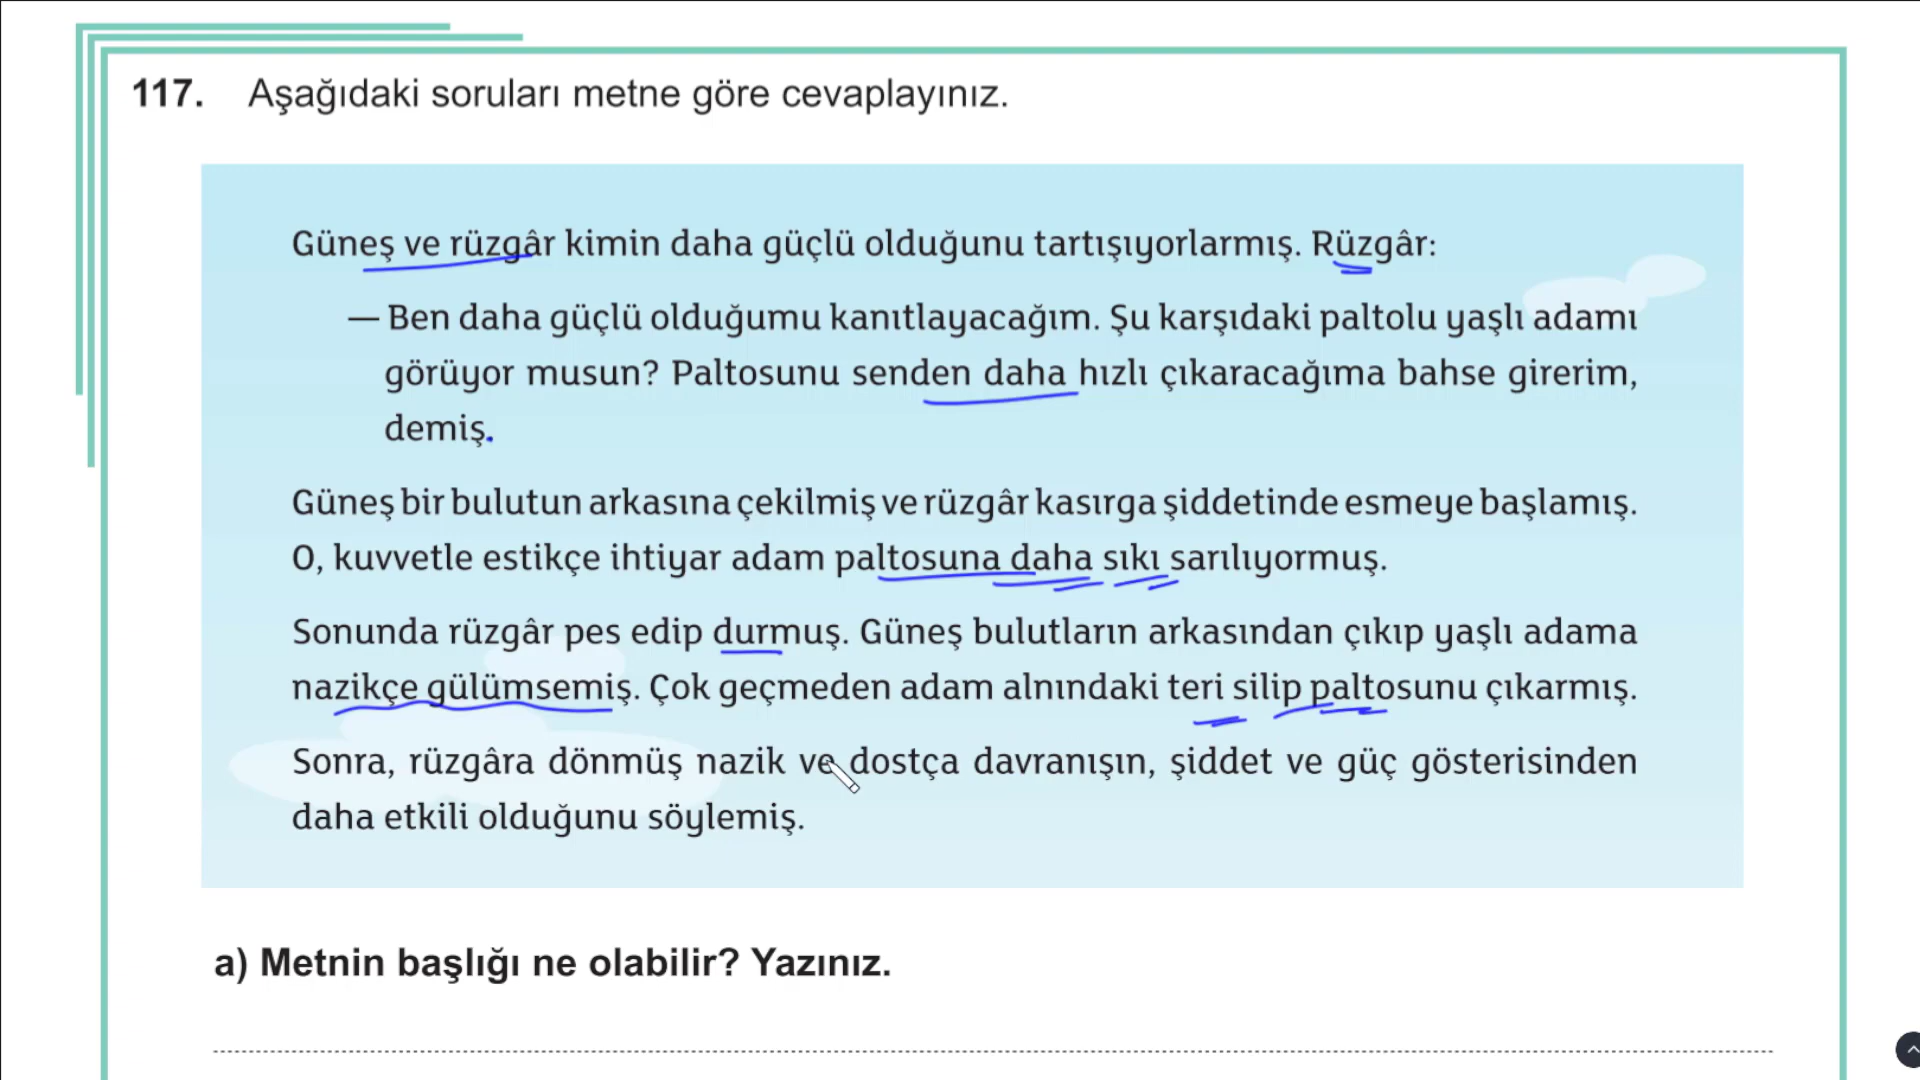 117. Aşağıdaki soruları metne göre cevaplayınız.
Güneş ve rüzgâr kimin daha güçlü olduğunu tartışıyorlarmış. Rüzgâr:
— Ben daha güçlü olduğumu kanıtlayacağım. Şu karşıdaki paltolu yaşlı adamı
görüyor musun? Paltosunu senden daha hızlı çıkaracağıma bahse girerim,
demiş.
Güneş bir bulutun arkasına çekilmiş ve rüzgâr kasırga şiddetinde esmeye başlamış.
O, kuvvetle estikçe ihtiyar adam paltosuna daha sıkı sarılıyormuş.
Sonunda rüzgâr pes edip durmuş. Güneş bulutların arkasından çıkıp yaşlı adama
nazikçe gülümsemiş. Çok geçmeden adam alnındaki teri silip paltosunu çıkarmış.
Sonra, rüzgâra dönmüş nazik ve dostça davranışın, şiddet ve güç gösterisinden
daha etkili olduğunu söylemiş.
a) Metnin başlığı ne olabilir? Yazınız.